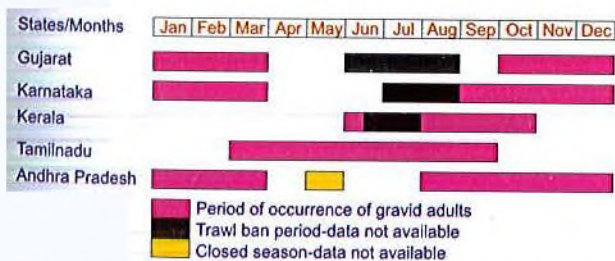 States/Months Jan Feb Mar Apr May Jun Jul Aug Sep Oct Nov Dec
Gujarat
Karnataka
Kerala
Tamilnadu
Andhra Pradesh
Period of occurrence of gravid adults
Trawl ban period-data not available
Closed season-data not available